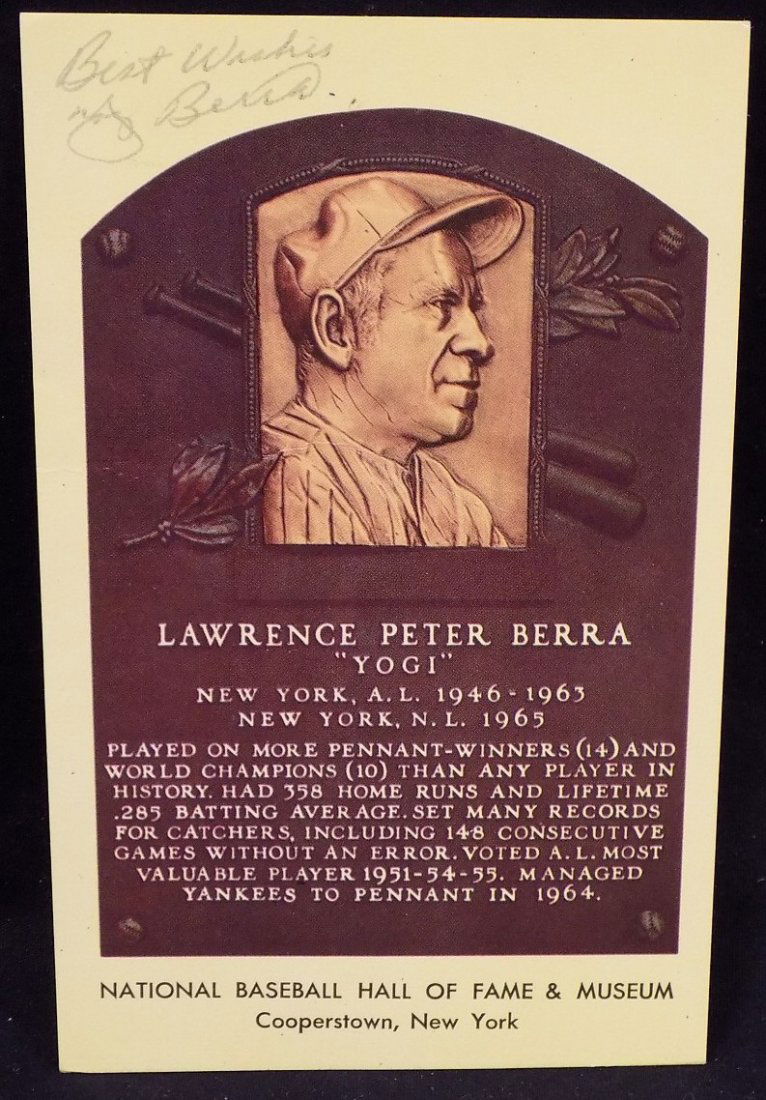 Best Wishes
Yogi Berra
LAWRENCE PETER BERRA
"YOGI"
NEW YORK, A.L. 1946-1963
NEW YORK, N.L. 1965
PLAYED ON MORE PENNANT-WINNERS (14) AND
WORLD CHAMPIONS (10) THAN ANY PLAYER IN
HISTORY. HAD 358 HOME RUNS AND LIFETIME
.285 BATTING AVERAGE. SET MANY RECORDS
FOR CATCHERS, INCLUDING 148 CONSECUTIVE
GAMES WITHOUT AN ERROR. VOTED A.L. MOST
VALUABLE PLAYER 1951-54-55. MANAGED
YANKEES TO PENNANT IN 1964.
NATIONAL BASEBALL HALL OF FAME & MUSEUM
Cooperstown, New York